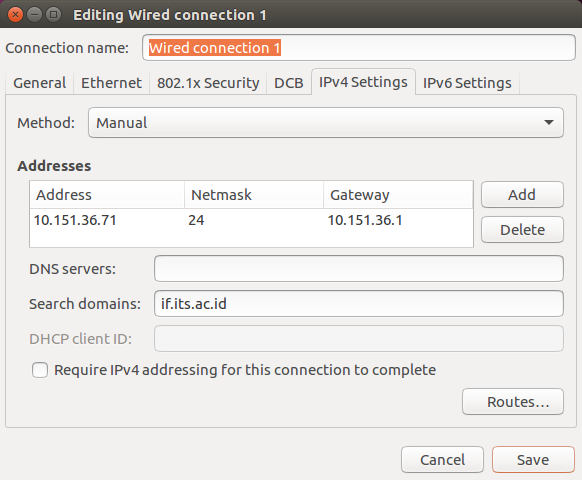 Editing Wired connection 1
Connection name: Wired connection 1
General Ethernet 802.1x Security DCB IPv4 Settings IPv6 Settings
Method: Manual
Addresses
Address Netmask Gateway Add
10.151.36.71 24 10.151.36.1
Delete
DNS servers:
Search domains: if.its.ac.id
DHCP client ID:
Require IPv4 addressing for this connection to complete
Routes...
Cancel Save